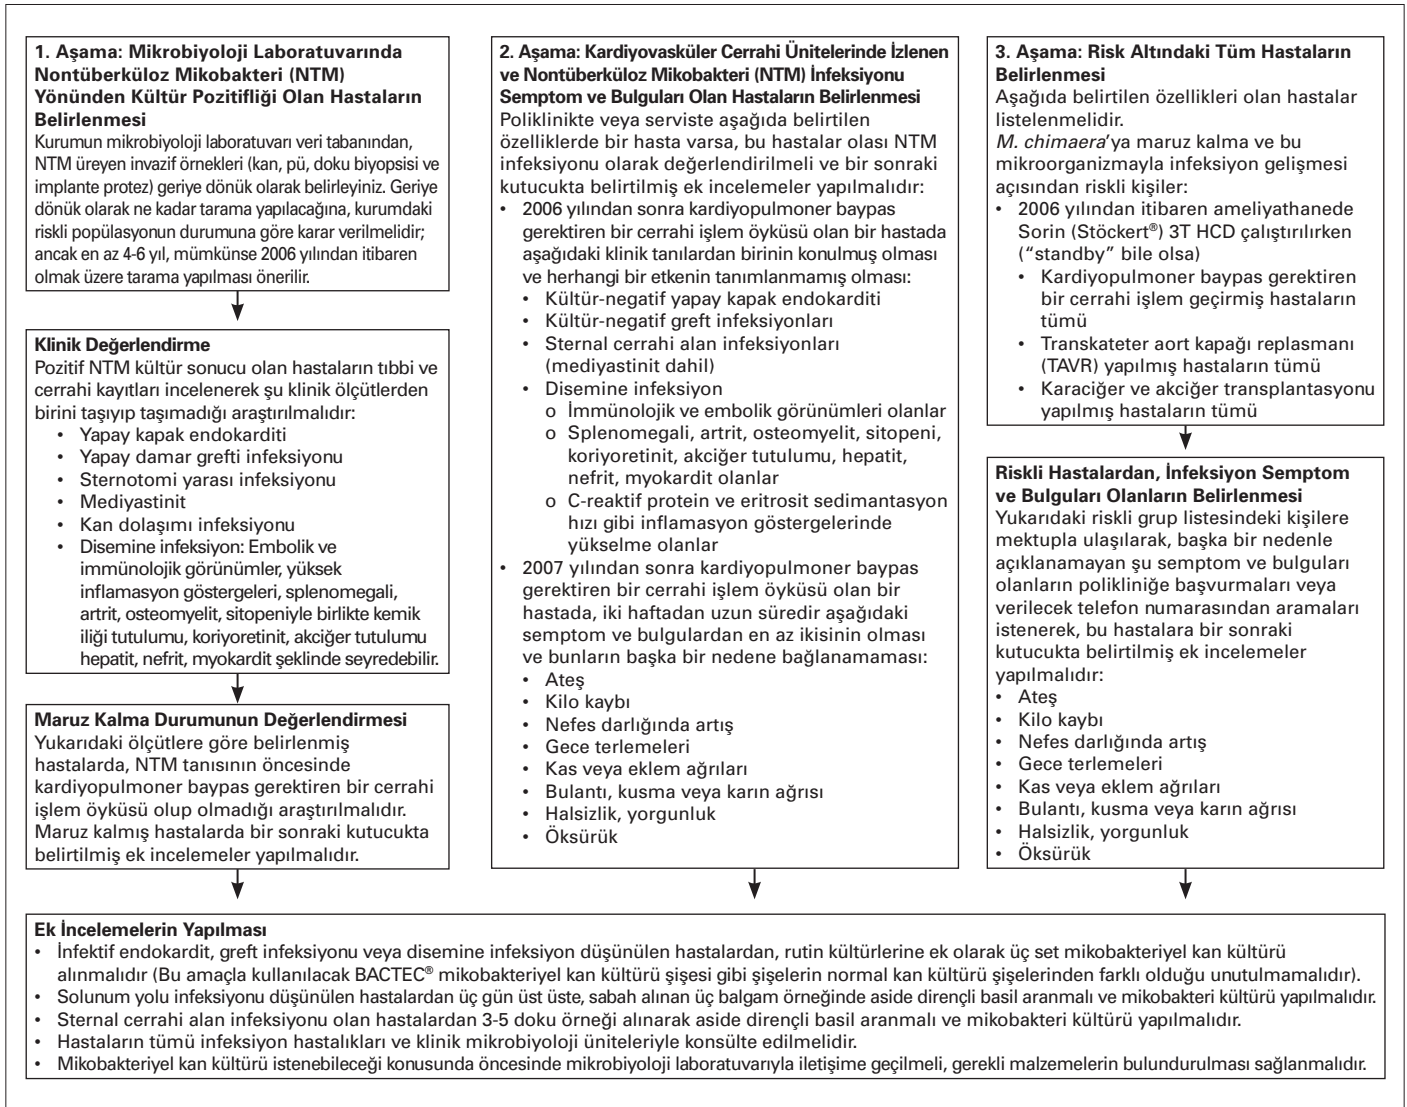 1. Aşama: Mikrobiyoloji Laboratuvarında
Nontüberküloz Mikobakteri (NTM)
Yönünden Kültür Pozitifliği Olan Hastaların
Belirlenmesi
Kurumun mikrobiyoloji laboratuvarı veri tabanından,
NTM üreyen invazif örnekleri (kan, pü, doku biyopsisi ve
implante protez) geriye dönük olarak belirleyiniz. Geriye
dönük olarak ne kadar tarama yapılacağına, kurumdaki
riskli popülasyonun durumuna göre karar verilmelidir;
ancak en az 4-6 yıl, mümkünse 2006 yılından itibaren
olmak üzere tarama yapılması önerilir.
Klinik Değerlendirme
Pozitif NTM kültür sonucu olan hastaların tıbbi ve
cerrahi kayıtları incelenerek şu klinik ölçütlerden
birini taşıyıp taşımadığı araştırılmalıdır:
• Yapay kapak endokarditi
• Yapay damar grefti infeksiyonu
• Sternotomi yarası infeksiyonu
• Mediyastinit
• Kan dolaşımı infeksiyonu
• Disemine infeksiyon: Embolik ve
immünolojik görünümler, yüksek
inflamasyon göstergeleri, splenomegali,
artrit, osteomyelit, sitopeniyle birlikte kemik
iliği tutulumu, koriyoretinit, akciğer tutulumu
hepatit, nefrit, myokardit şeklinde seyredebilir.
Maruz Kalma Durumunun Değerlendirmesi
Yukarıdaki ölçütlere göre belirlenmiş
hastalarda, NTM tanısının öncesinde
kardiyopulmoner baypas gerektiren bir cerrahi
işlem öyküsü olup olmadığı araştırılmalıdır.
Maruz kalmış hastalarda bir sonraki kutucukta
belirtilmiş ek incelemeler yapılmalıdır.
2. Aşama: Kardiyovasküler Cerrahi Ünitelerinde İzlenen
ve Nontüberküloz Mikobakteri (NTM) İnfeksiyonu
Semptom ve Bulguları Olan Hastaların Belirlenmesi
Poliklinikte veya serviste aşağıda belirtilen
özelliklerde bir hasta varsa, bu hastalar olası NTM
infeksiyonu olarak değerlendirilmeli ve bir sonraki
kutucukta belirtilmiş ek incelemeler yapılmalıdır:
• 2006 yılından sonra kardiyopulmoner baypas
gerektiren bir cerrahi işlem öyküsü olan bir hastada
aşağıdaki klinik tanılardan birinin konulmuş olması
ve herhangi bir etkenin tanımlanmamış olması:
• Kültür-negatif yapay kapak endokarditi
• Kültür-negatif greft infeksiyonları
• Sternal cerrahi alan infeksiyonları
(mediyastinit dahil)
• Disemine infeksiyon
o İmmünolojik ve embolik görünümleri olanlar
o Splenomegali, artrit, osteomyelit, sitopeni,
koriyoretinit, akciğer tutulumu, hepatit,
nefrit, myokardit olanlar
o C-reaktif protein ve eritrosit sedimantasyon
hızı gibi inflamasyon göstergelerinde
yükselme olanlar
• 2007 yılından sonra kardiyopulmoner baypas
gerektiren bir cerrahi işlem öyküsü olan bir
hastada, iki haftadan uzun süredir aşağıdaki
semptom ve bulgulardan en az ikisinin olması
ve bunların başka bir nedene bağlanamaması:
• Ateş
• Kilo kaybı
• Nefes darlığında artış
• Gece terlemeleri
• Kas veya eklem ağrıları
• Bulantı, kusma veya karın ağrısı
• Halsizlik, yorgunluk
• Öksürük
3. Aşama: Risk Altındaki Tüm Hastaların
Belirlenmesi
Aşağıda belirtilen özellikleri olan hastalar
listelenmelidir.
M. chimaera'ya maruz kalma ve bu
mikroorganizmayla infeksiyon gelişmesi
açısından riskli kişiler:
• 2006 yılından itibaren ameliyathanede
Sorin (Stöckert®) 3T HCD çalıştırılırken
("standby" bile olsa)
• Kardiyopulmoner baypas gerektiren
bir cerrahi işlem geçirmiş hastaların
tümü
• Transkateter aort kapağı replasmanı
(TAVR) yapılmış hastaların tümü
• Karaciğer ve akciğer transplantasyonu
yapılmış hastaların tümü
Riskli Hastalardan, İnfeksiyon Semptom
ve Bulguları Olanların Belirlenmesi
Yukarıdaki riskli grup listesindeki kişilere
mektupla ulaşılarak, başka bir nedenle
açıklanamayan şu semptom ve bulguları
olanların polikliniğe başvurmaları veya
verilecek telefon numarasından aramaları
istenerek, bu hastalara bir sonraki
kutucukta belirtilmiş ek incelemeler
yapılmalıdır:
• Ateş
• Kilo kaybı
• Nefes darlığında artış
• Gece terlemeleri
• Kas veya eklem ağrıları
• Bulantı, kusma veya karın ağrısı
• Halsizlik, yorgunluk
• Öksürük
Ek İncelemelerin Yapılması
• İnfektif endokardit, greft infeksiyonu veya disemine infeksiyon düşünülen hastalardan, rutin kültürlerine ek olarak üç set mikobakteriyel kan kültürü
alınmalıdır (Bu amaçla kullanılacak BACTEC® mikobakteriyel kan kültürü şişesi gibi şişelerin normal kan kültürü şişelerinden farklı olduğu unutulmamalıdır).
• Solunum yolu infeksiyonu düşünülen hastalardan üç gün üst üste, sabah alınan üç balgam örneğinde aside dirençli basil aranmalı ve mikobakteri kültürü yapılmalıdır.
• Sternal cerrahi alan infeksiyonu olan hastalardan 3-5 doku örneği alınarak aside dirençli basil aranmalı ve mikobakteri kültürü yapılmalıdır.
• Hastaların tümü infeksiyon hastalıkları ve klinik mikrobiyoloji üniteleriyle konsülte edilmelidir.
• Mikobakteriyel kan kültürü istenebileceği konusunda öncesinde mikrobiyoloji laboratuvarıyla iletişime geçilmeli, gerekli malzemelerin bulundurulması sağlanmalıdır.